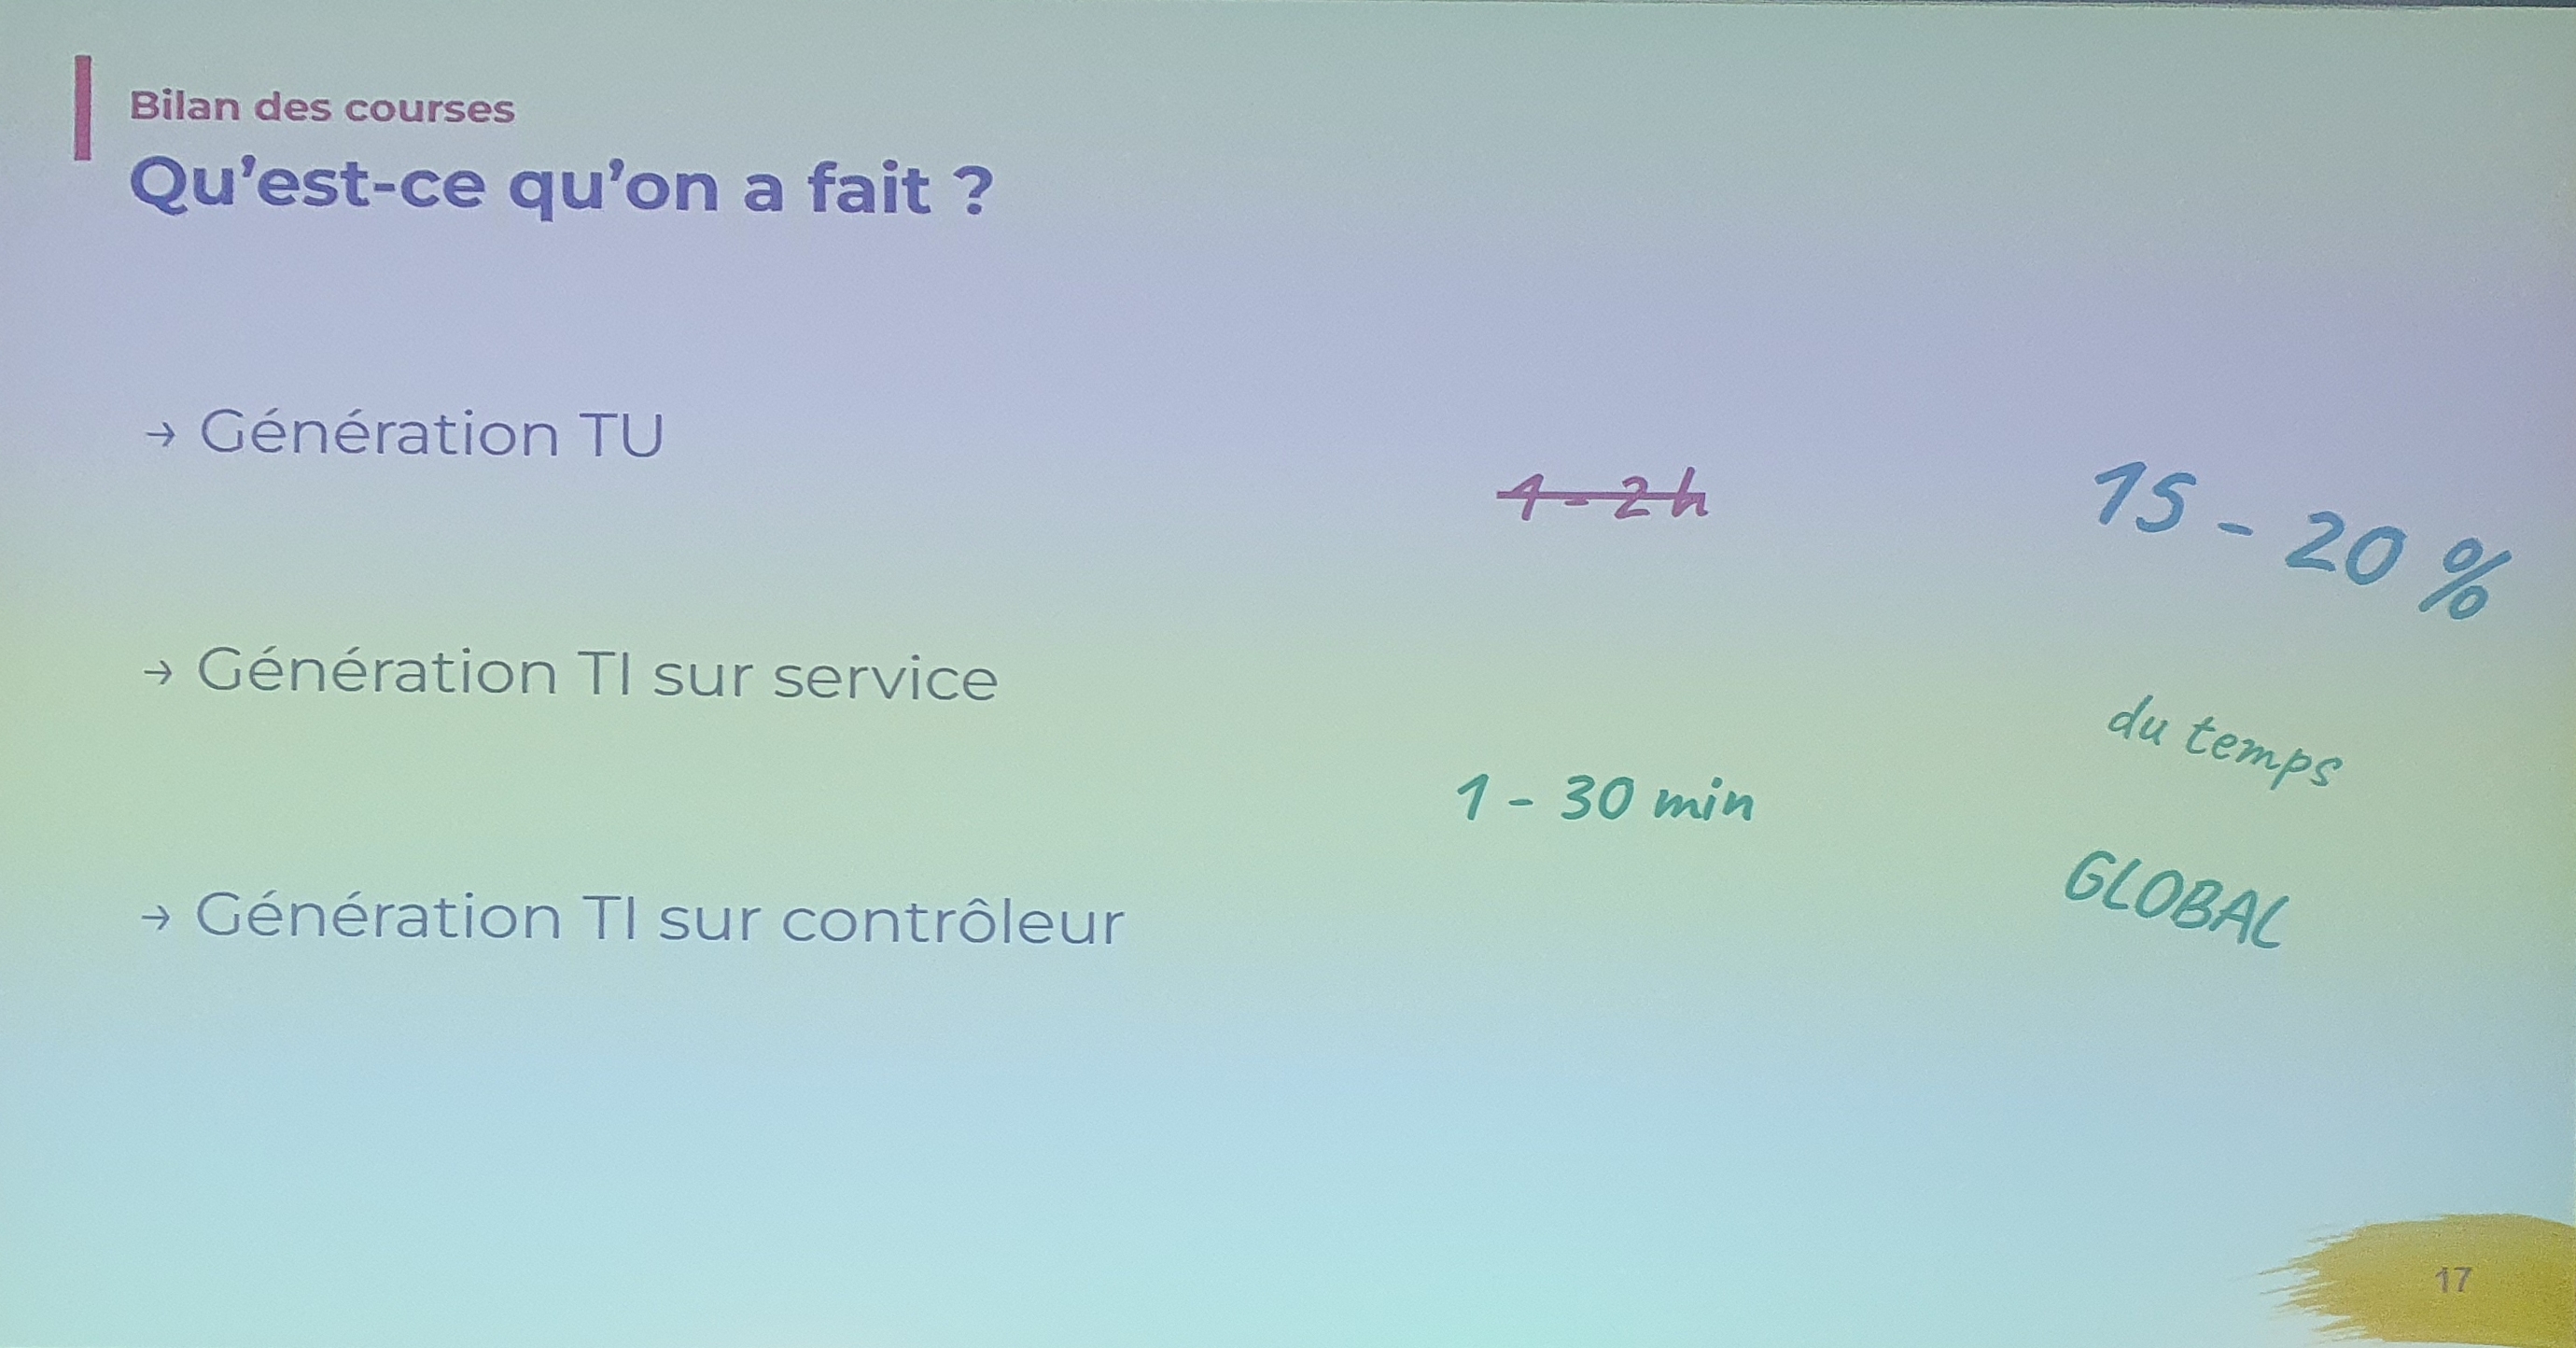 Bilan des courses
Qu'est-ce qu'on a fait ?
→ Génération TU
1 - 2 h
15 - 20 %
→ Génération TI sur service
du temps
1 - 30 min
→ Génération TI sur contrôleur
GLOBAL
17